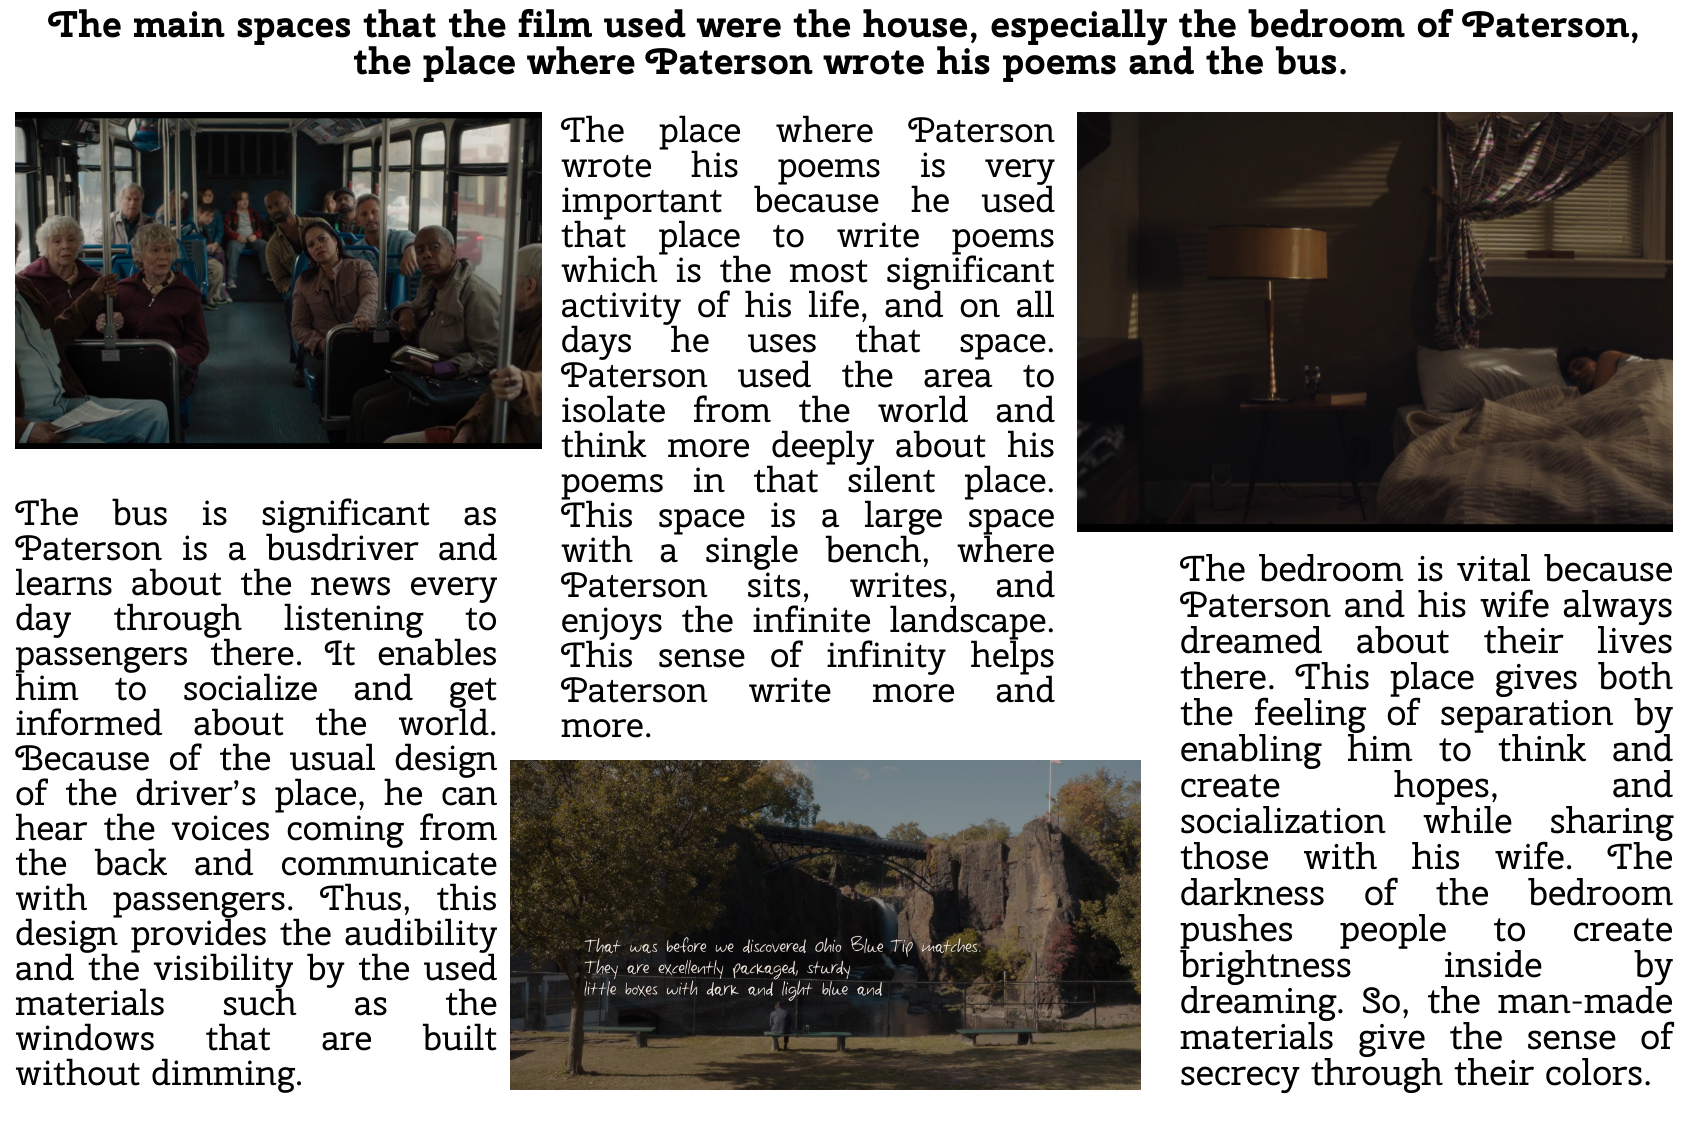 The main spaces that the film used were the house, especially the bedroom of Paterson,
the place where Paterson wrote his poems and the bus.
The bus is significant as
Paterson is a busdriver and
learns about the news every
day through listening to
passengers there. It enables
him to socialize and get
informed about the world.
Because of the usual design
of the driver's place, he can
hear the voices coming from
the back and communicate
with passengers. Thus, this
design provides the audibility
and the visibility by the used
materials such as the
windows that are built
without dimming.
The place where Paterson
wrote his poems is very
important because he used
that place to write poems
which is the most significant
activity of his life, and on all
days he uses that space.
Paterson used the area to
isolate from the world and
think more deeply about his
poems in that silent place.
This space is a large space
with a single bench, where
Paterson sits, writes, and
enjoys the infinite landscape.
This sense of infinity helps
Paterson write more and
more.
That was before we discovered Ohio Blue Tip matches.
They are excellently packaged, sturdy
little boxes with dark and light blue and
The bedroom is vital because
Paterson and his wife always
dreamed about their lives
there. This place gives both
the feeling of separation by
enabling him to think and
create hopes, and
socialization while sharing
those with his wife. The
darkness of the bedroom
pushes people to create
brightness inside by
dreaming. So, the man-made
materials give the sense of
secrecy through their colors.